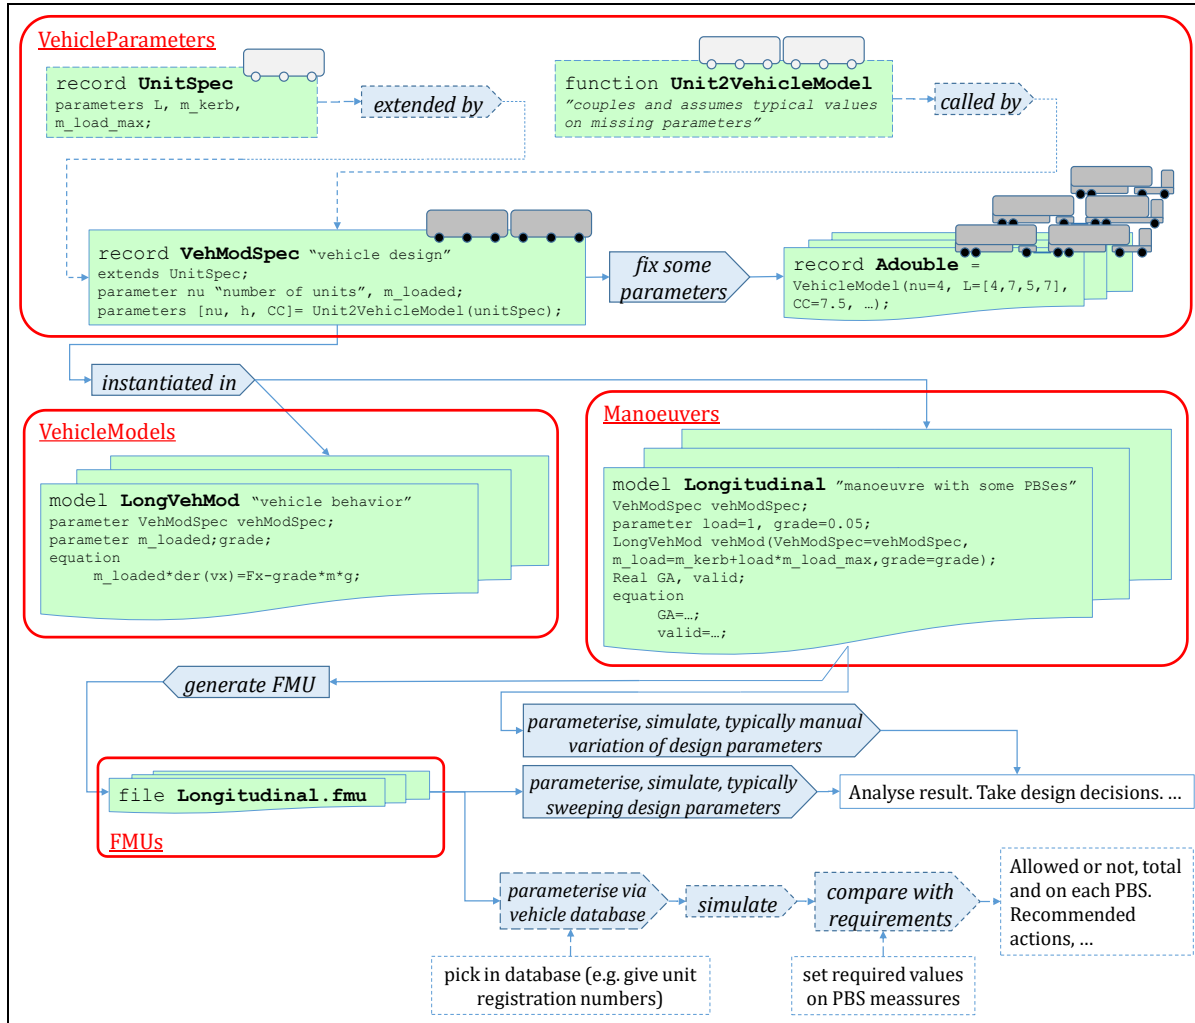 VehicleParameters
record UnitSpec
parameters L, m_kerb,
m_load_max;
extended by
function Unit2VehicleModel
”couples and assumes typical values
on missing parameters”
called by
record VehModSpec “vehicle design”
extends UnitSpec;
parameter nu “number of units”, m_loaded;
parameters [nu, h, CC]= Unit2VehicleModel(unitSpec);
fix some
parameters
record Adouble =
VehicleModel(nu=4, L=[4,7,5,7],
CC=7.5, …);
instantiated in
VehicleModels
model LongVehMod “vehicle behavior”
parameter VehModSpec vehModSpec;
parameter m_loaded;grade;
equation
m_loaded*der(vx)=Fx-grade*m*g;
Manoeuvers
model Longitudinal ”manoeuvre with some PBSes”
VehModSpec vehModSpec;
parameter load=1, grade=0.05;
LongVehMod vehMod(VehModSpec=vehModSpec,
m_load=m_kerb+load*m_load_max,grade=grade);
Real GA, valid;
equation
GA=…;
valid=…;
generate FMU
parameterise, simulate, typically manual
variation of design parameters
file Longitudinal.fmu
FMUs
parameterise, simulate, typically
sweeping design parameters
Analyse result. Take design decisions. …
parameterise via
vehicle database
simulate
compare with
requirements
Allowed or not, total
and on each PBS.
Recommended
actions, …
pick in database (e.g. give unit
registration numbers)
set required values
on PBS meassures